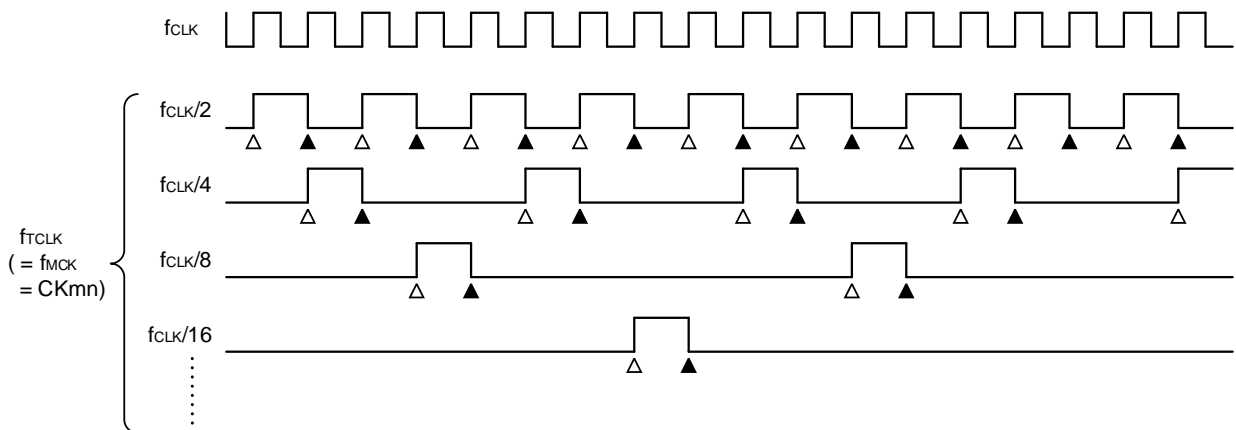 fCLK
fCLK/2
fCLK/4
fTCLK
( = fMCK
= CKmn)
fCLK/8
fCLK/16